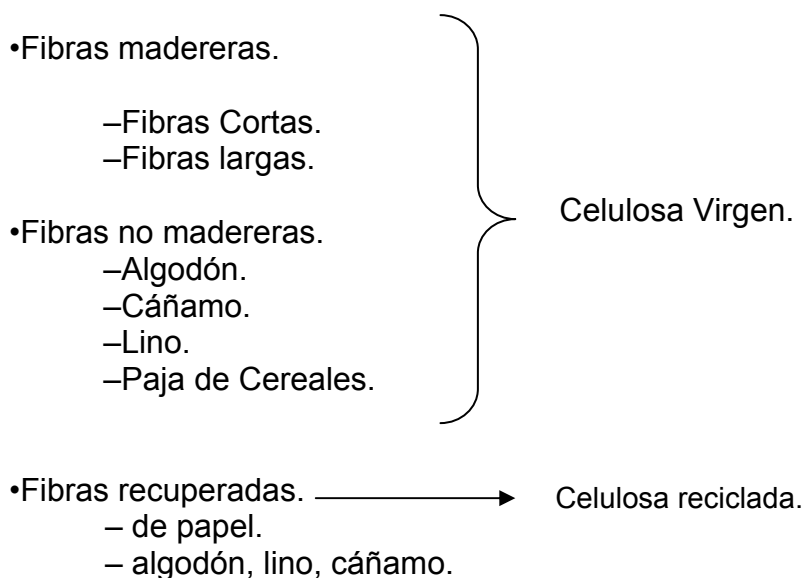 •Fibras madereras.
–Fibras Cortas.
–Fibras largas.
Celulosa Virgen.
•Fibras no madereras.
–Algodón.
–Cáñamo.
–Lino.
–Paja de Cereales.
•Fibras recuperadas.
Celulosa reciclada.
– de papel.
– algodón, lino, cáñamo.